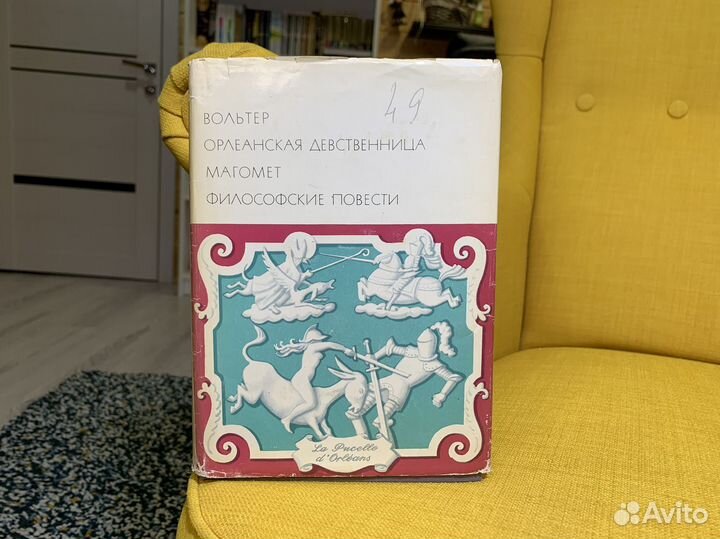 49
ВОЛЬТЕР
ОРЛЕАНСКАЯ ДЕВСТВЕННИЦА
МАГОМЕТ
ФИЛОСОФСКИЕ ПОВЕСТИ
La Pucelle
d'Orléans
Avito